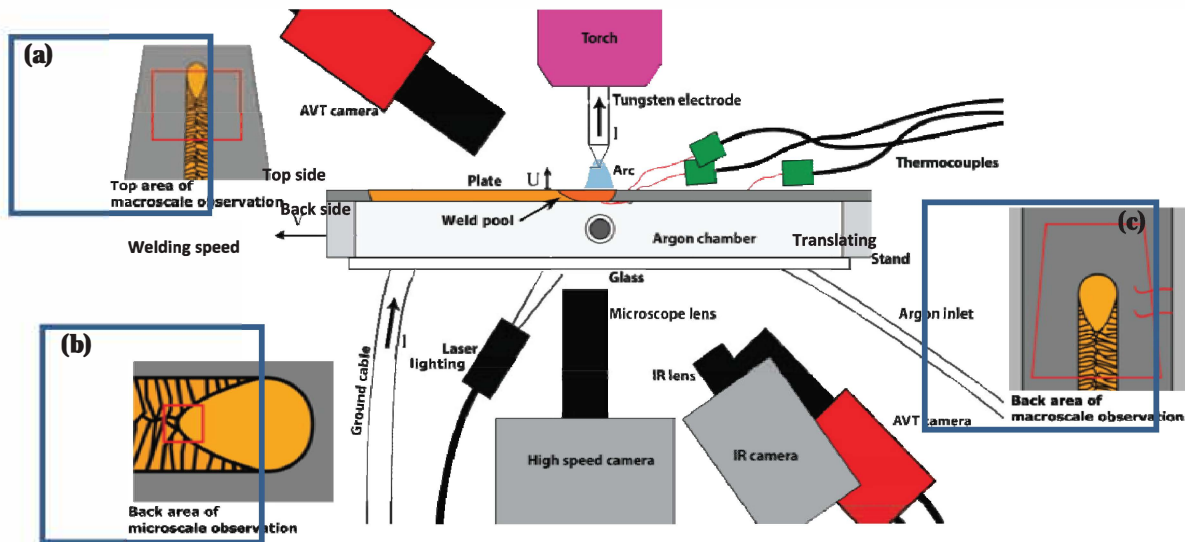 (a)
Top side
Top area of
macroscale observation
AVT camera
Torch
Tungsten electrode
I
Arc
U
Plate
Weld pool
Thermocouples
Back side
V
Welding speed
Argon chamber
Translating
Stand
Glass
(b)
Back area of
microscale observation
Ground cable
I
Laser
lighting
Microscope lens
High speed camera
IR lens
IR camera
AVT camera
Argon inlet
(c)
Back area of
macroscale observation